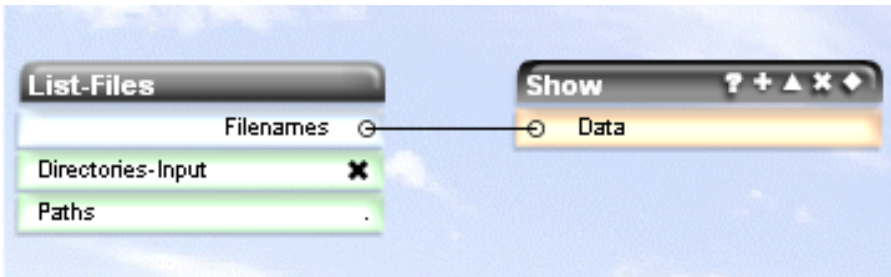 List-Files
Filenames
Directories-Input
Paths .
Show ?
Data